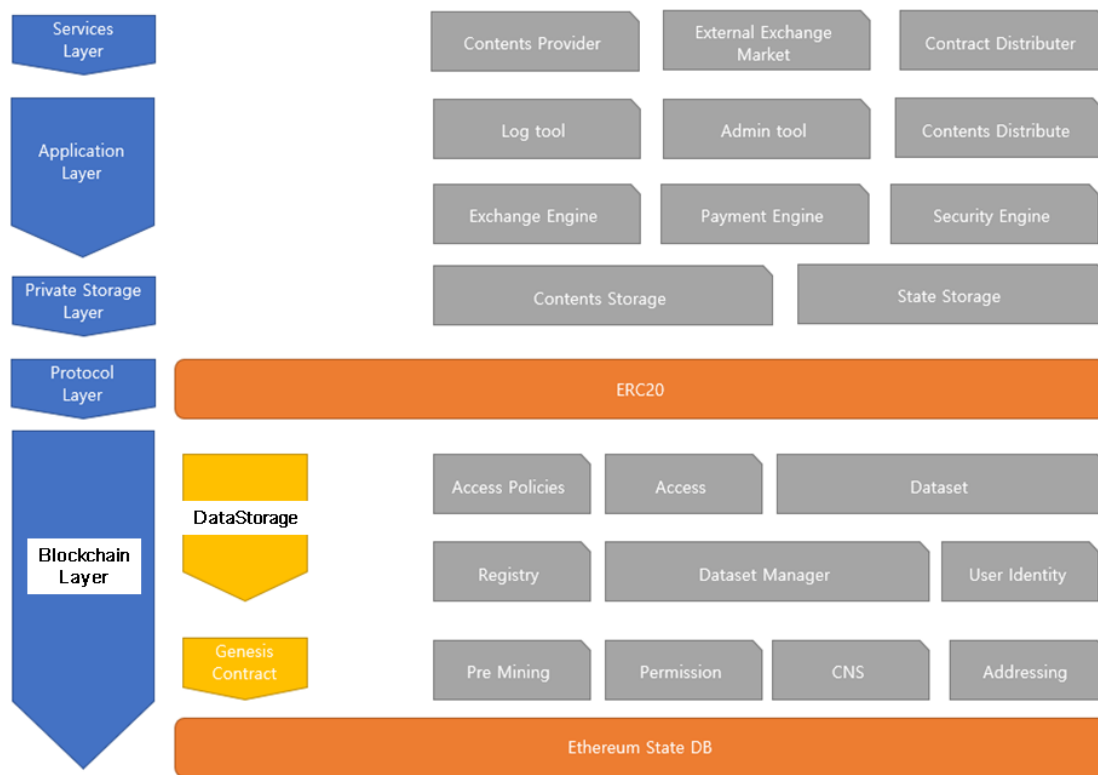 Services
Layer
Contents Provider
External Exchange
Market
Contract Distributer
Application
Layer
Log tool
Admin tool
Contents Distribute
Exchange Engine
Payment Engine
Security Engine
Private Storage
Layer
Contents Storage
State Storage
Protocol
Layer
ERC20
Blockchain
Layer
DataStorage
Access Policies
Access
Dataset
Registry
Dataset Manager
User Identity
Genesis
Contract
Pre Mining
Permission
CNS
Addressing
Ethereum State DB